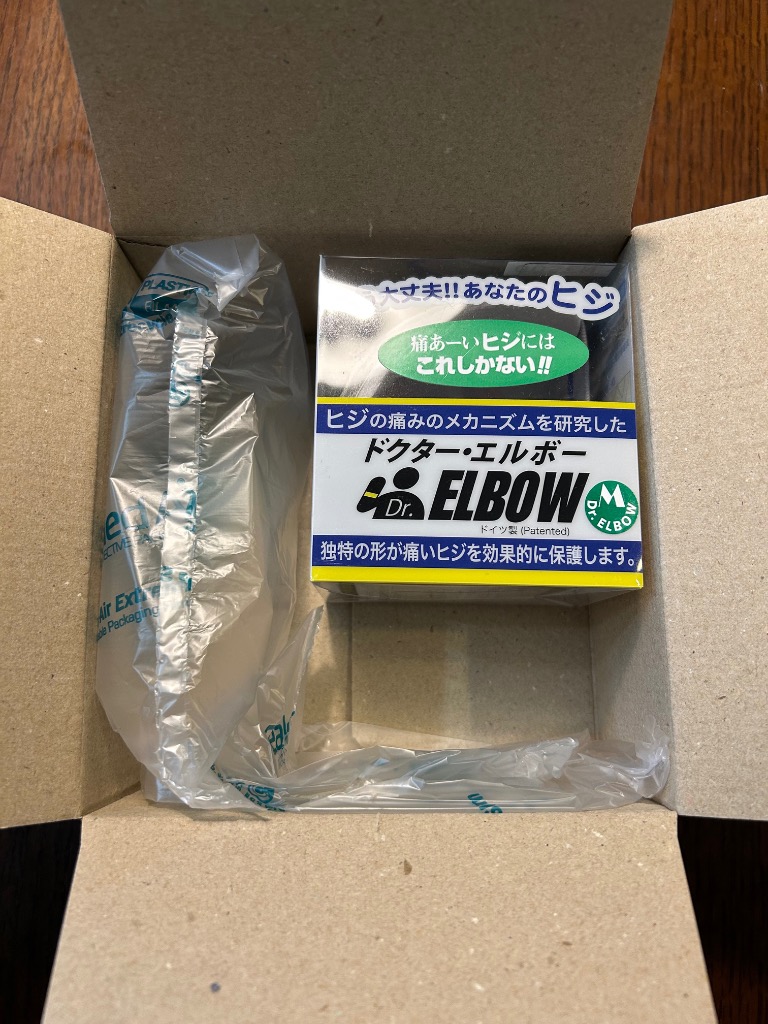 大丈夫!!あなたのヒジ
痛あーいヒジには
これしかない!!
ヒジの痛みのメカニズムを研究した
ドクター・エルボー
Dr. ELBOW
M
Dr. ELBOW
ドイツ製 (Patented)
独特の形が痛いヒジを効果的に保護します。
PLAST
Air Extre
Packaging